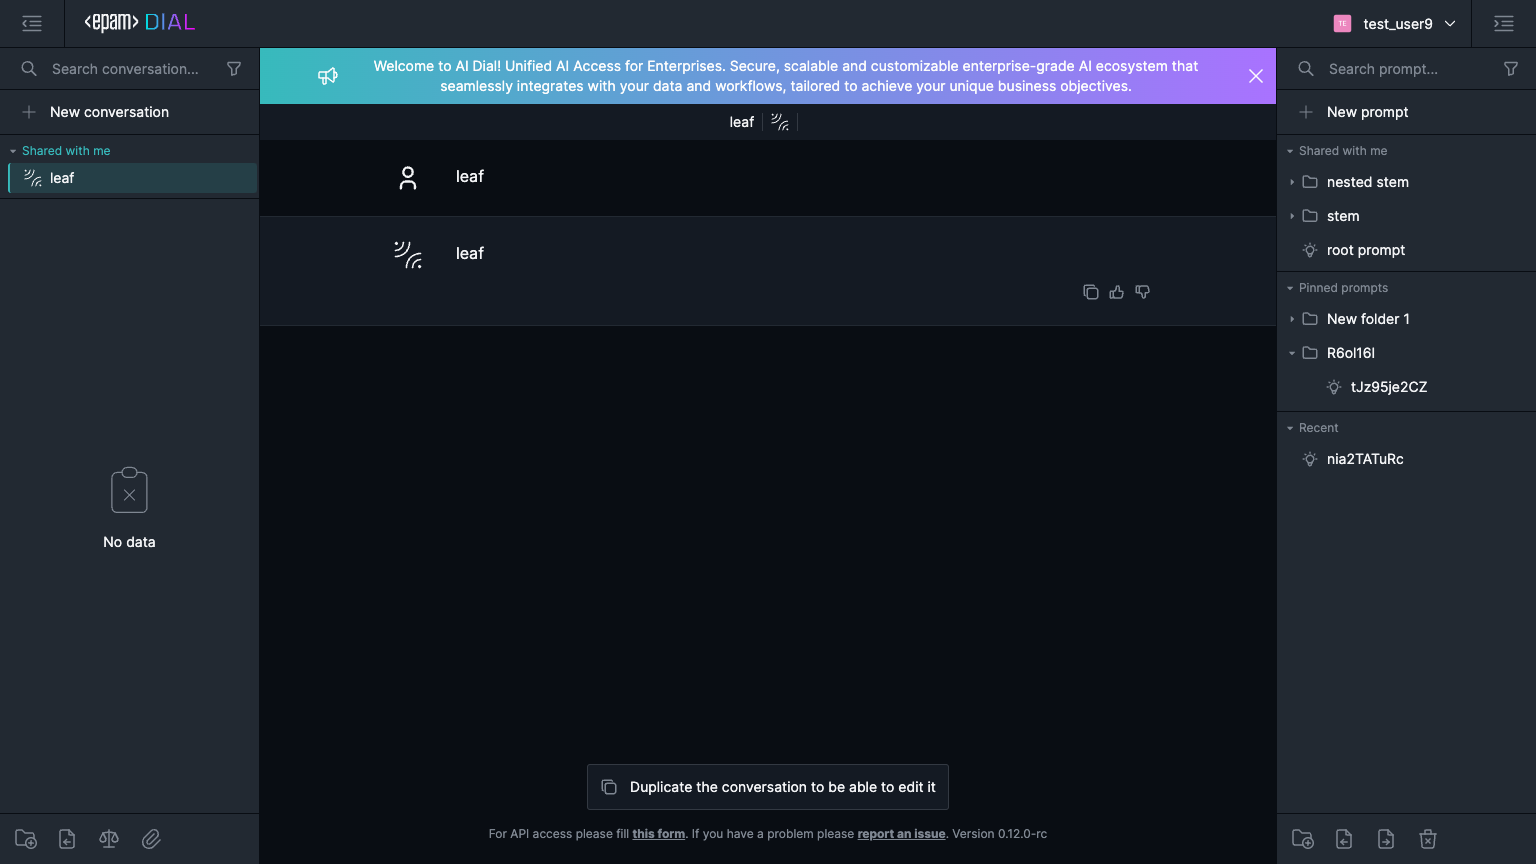 <epam> DIAL
TE
test_user9
Search conversation...
New conversation
Shared with me
leaf
No data
Welcome to AI Dial! Unified AI Access for Enterprises. Secure, scalable and customizable enterprise-grade AI ecosystem that
seamlessly integrates with your data and workflows, tailored to achieve your unique business objectives.
leaf
leaf
leaf
Duplicate the conversation to be able to edit it
For API access please fill this form. If you have a problem please report an issue. Version 0.12.0-rc
Search prompt...
New prompt
Shared with me
nested stem
stem
root prompt
Pinned prompts
New folder 1
R6ol16I
tJz95je2CZ
Recent
nia2TATuRc